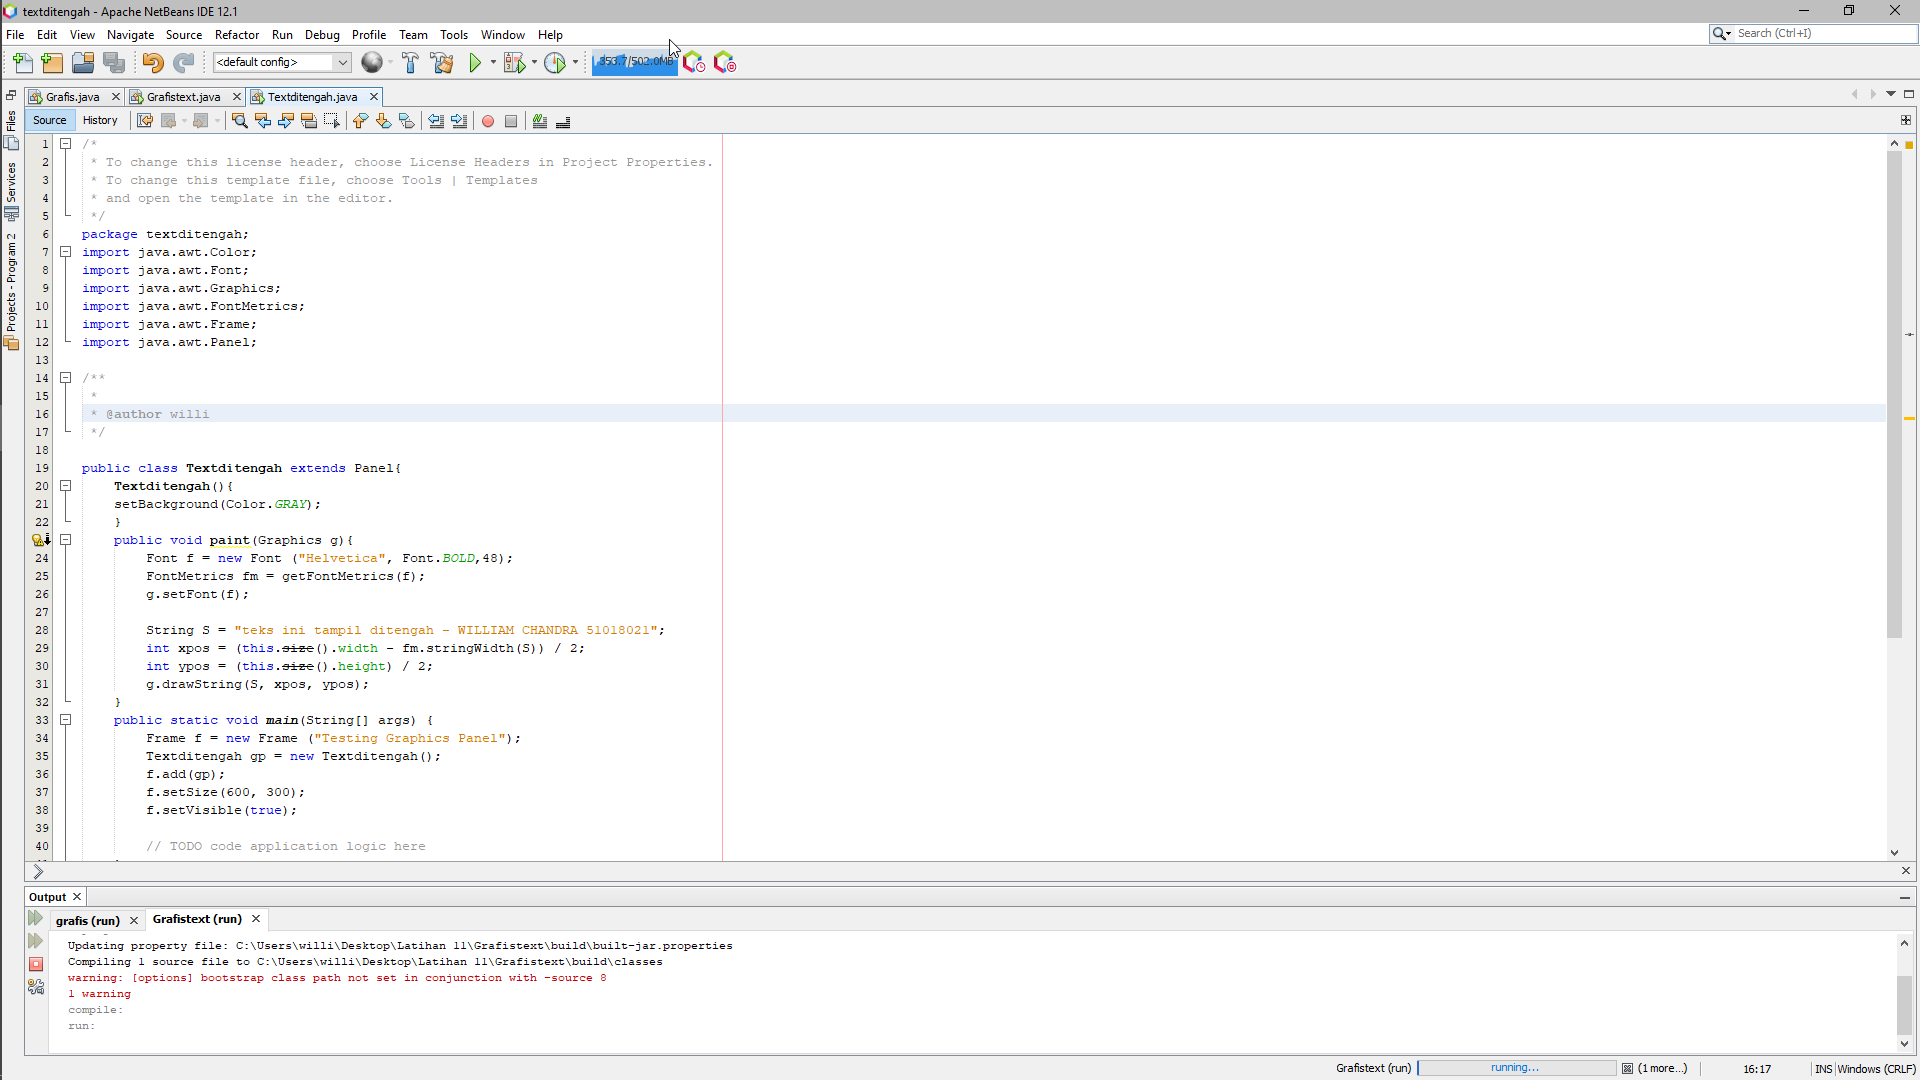 textditengah - Apache NetBeans IDE 12.1
File Edit View Navigate Source Refactor Run Debug Profile Team Tools Window Help
Search (Ctrl+I)
<default config>
353.7/502.0MB
Grafis.java
Grafistext.java
Textditengah.java
Source History
Files
Services
Projects - Program 2
1 /*
2 * To change this license header, choose License Headers in Project Properties.
3 * To change this template file, choose Tools | Templates
4 * and open the template in the editor.
5 */
6 package textditengah;
7 import java.awt.Color;
8 import java.awt.Font;
9 import java.awt.Graphics;
10 import java.awt.FontMetrics;
11 import java.awt.Frame;
12 import java.awt.Panel;
13
14 /**
15 *
16 * @author willi
17 */
18
19 public class Textditengah extends Panel{
20 Textditengah(){
21 setBackground(Color.GRAY);
22 }
public void paint(Graphics g){
24 Font f = new Font ("Helvetica", Font.BOLD,48);
25 FontMetrics fm = getFontMetrics(f);
26 g.setFont(f);
27
28 String S = "teks ini tampil ditengah - WILLIAM CHANDRA 51018021";
29 int xpos = (this.size().width - fm.stringWidth(S)) / 2;
30 int ypos = (this.size().height) / 2;
31 g.drawString(S, xpos, ypos);
32 }
33 public static void main(String[] args) {
34 Frame f = new Frame ("Testing Graphics Panel");
35 Textditengah gp = new Textditengah();
36 f.add(gp);
37 f.setSize(600, 300);
38 f.setVisible(true);
39
40 // TODO code application logic here
Output
grafis (run) Grafistext (run)
Updating property file: C:\Users\willi\Desktop\Latihan 11\Grafistext\build\built-jar.properties
Compiling 1 source file to C:\Users\willi\Desktop\Latihan 11\Grafistext\build\classes
warning: [options] bootstrap class path not set in conjunction with -source 8
1 warning
compile:
run:
Grafistext (run) running... (1 more...) 16:17 INS Windows (CRLF)